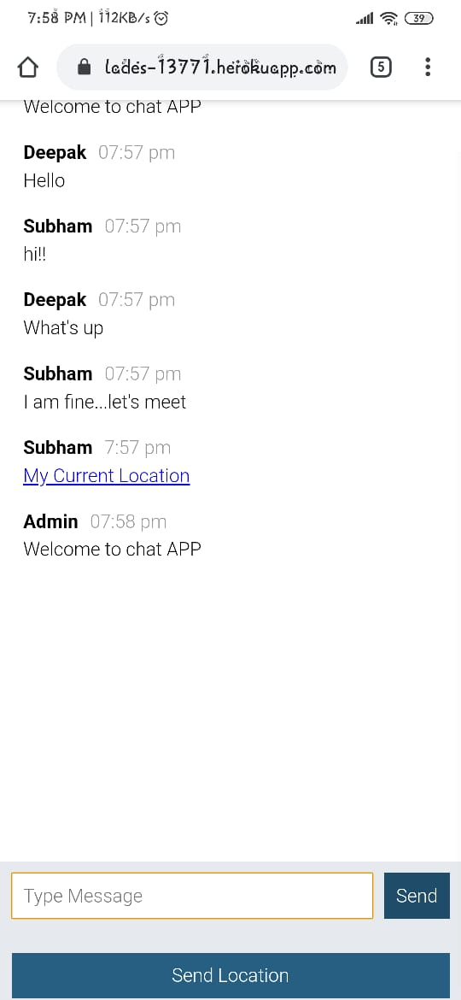 7:58 PM | 112KB/s
39
lades-13771.herokuapp.com
5
Welcome to chat APP
Deepak 07:57 pm
Hello
Subham 07:57 pm
hi!!
Deepak 07:57 pm
What's up
Subham 07:57 pm
I am fine...let's meet
Subham 7:57 pm
My Current Location
Admin 07:58 pm
Welcome to chat APP
Type Message
Send
Send Location